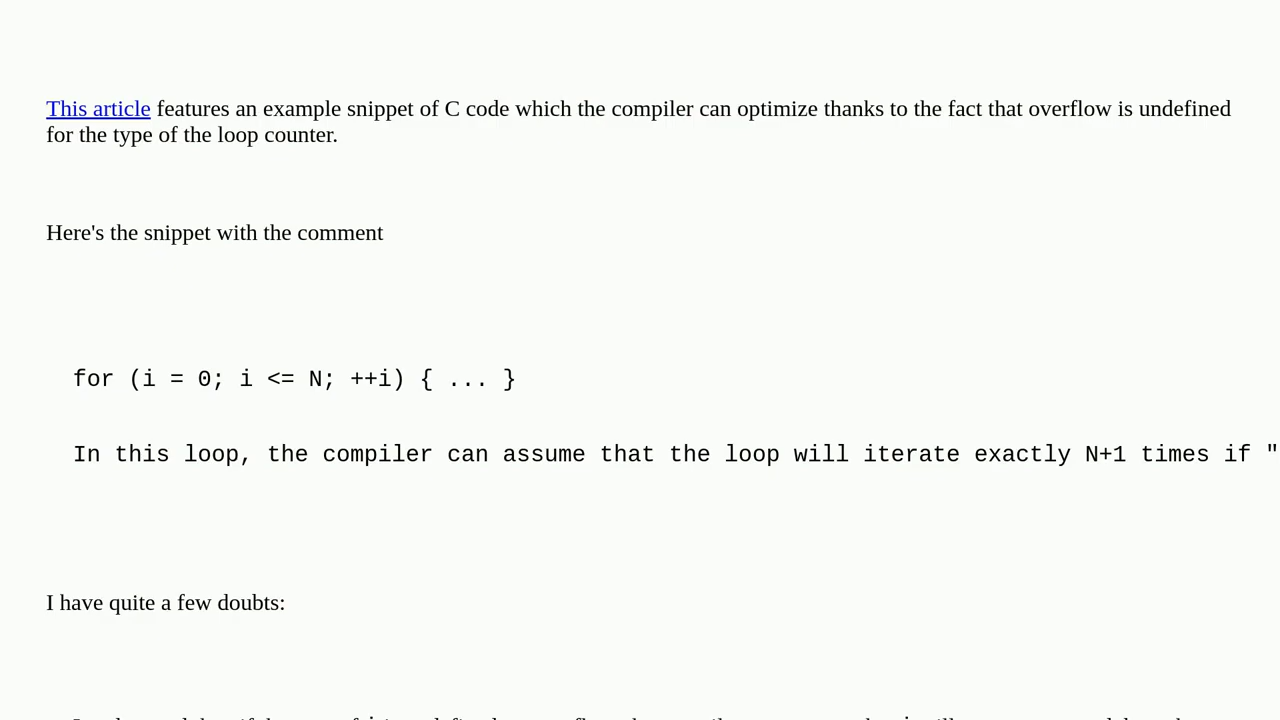 This article features an example snippet of C code which the compiler can optimize thanks to the fact that overflow is undefined
for the type of the loop counter.
Here's the snippet with the comment
for (i = 0; i <= N; ++i) { ... }
In this loop, the compiler can assume that the loop will iterate exactly N+1 times if "
I have quite a few doubts: